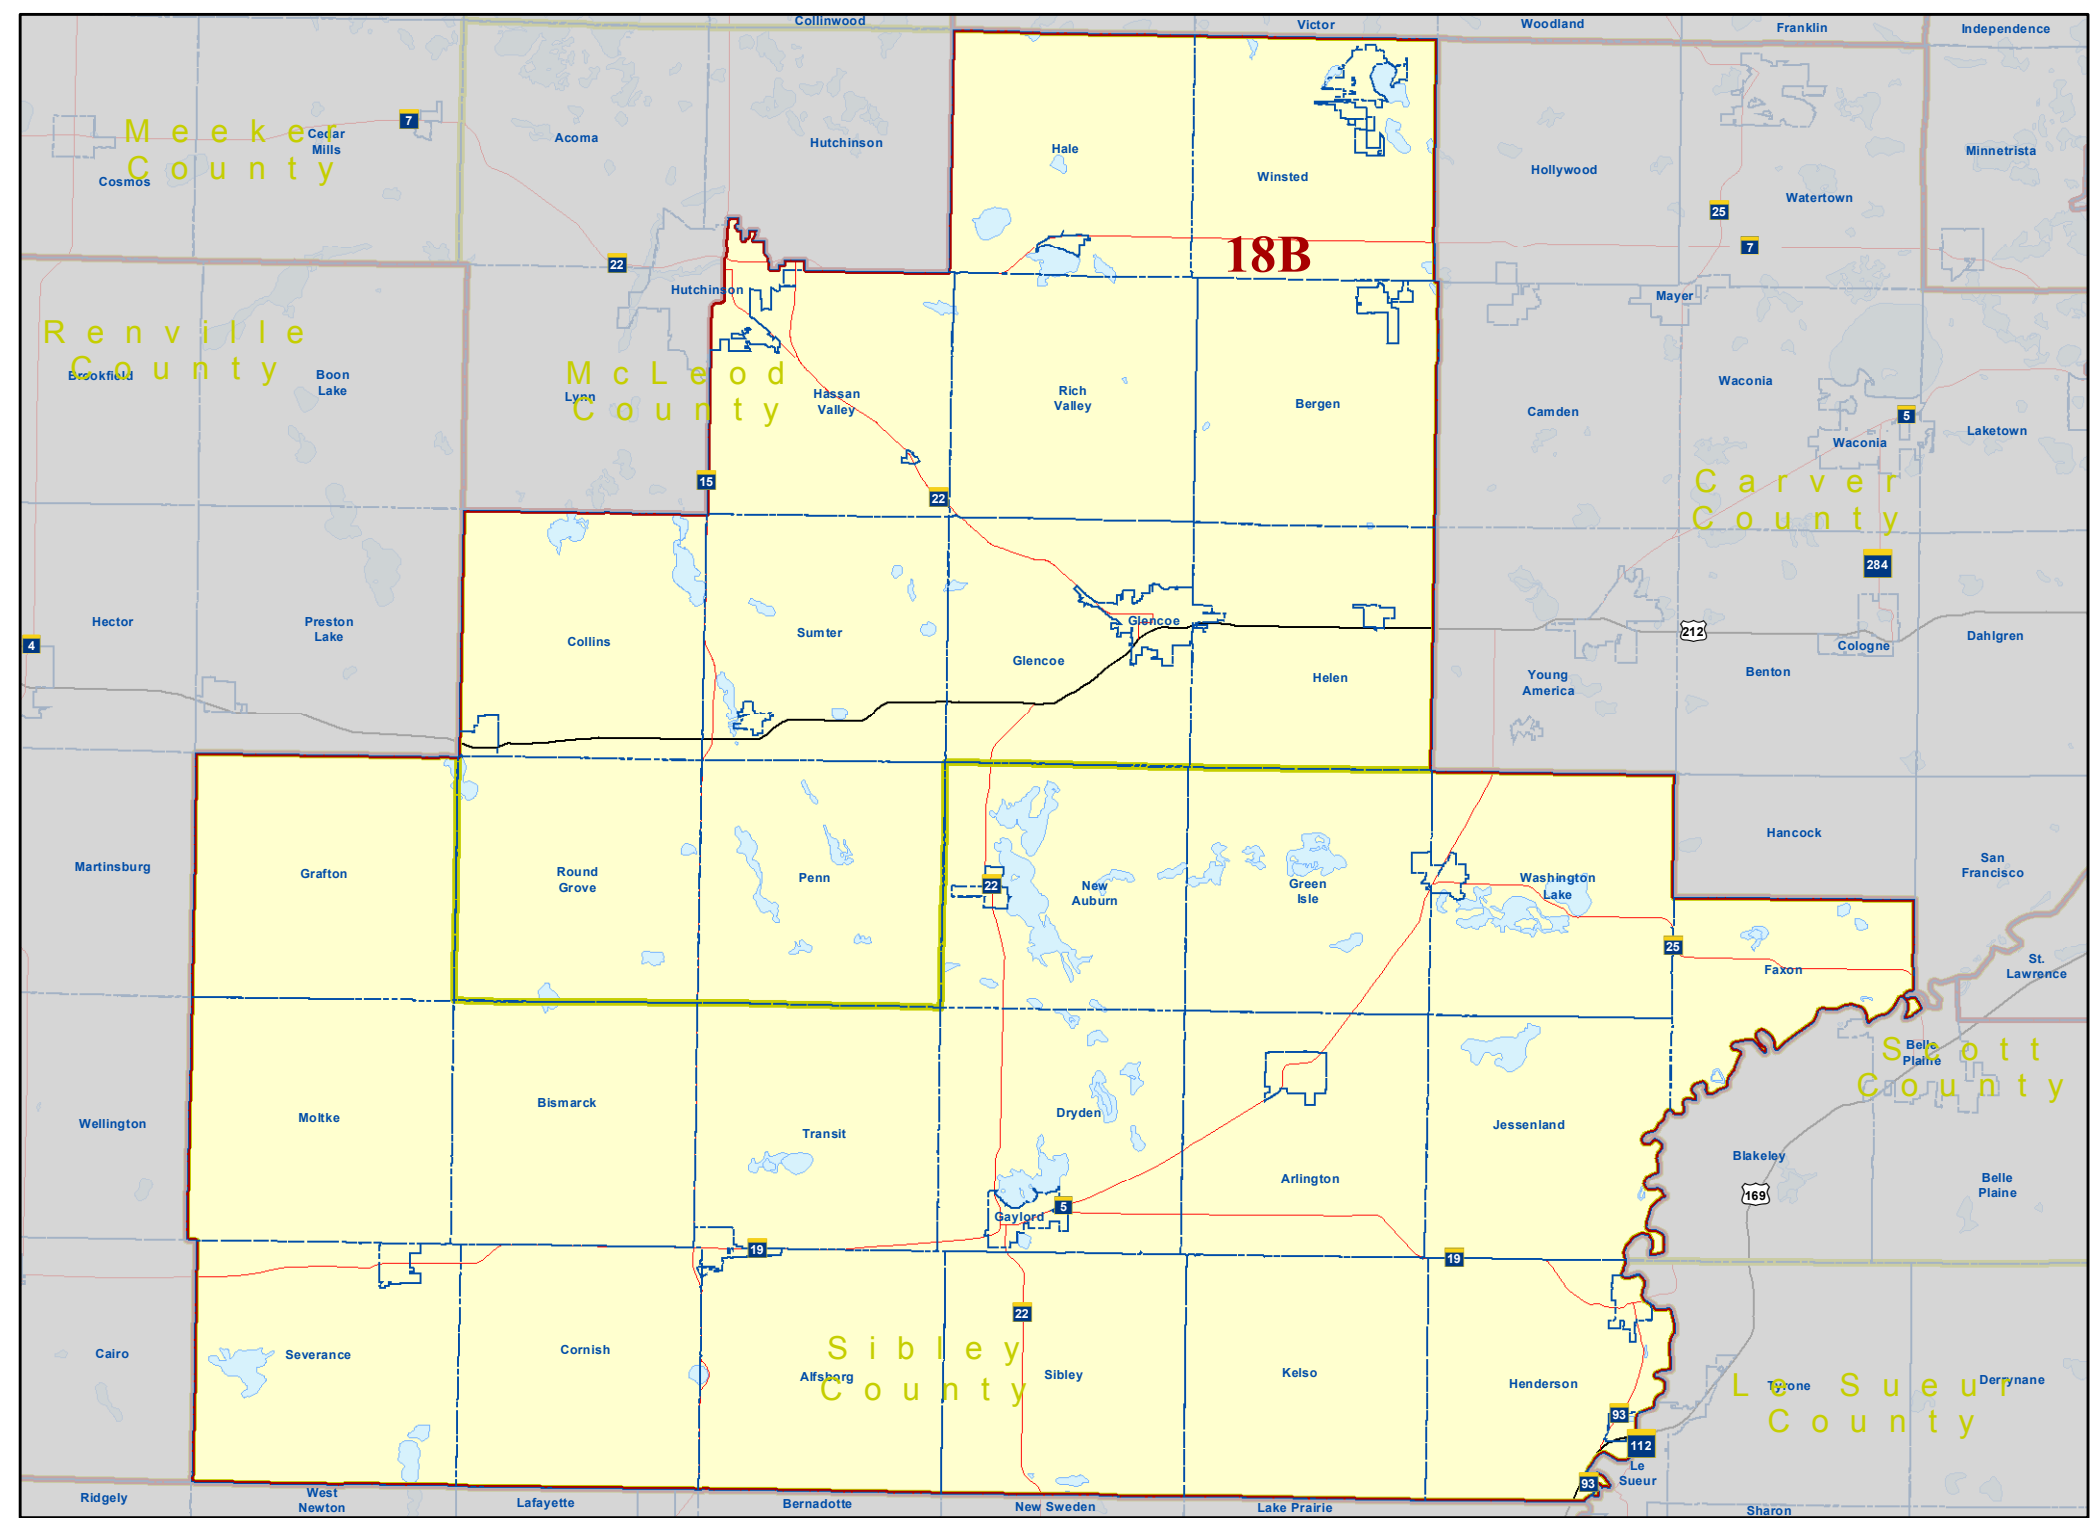 Collinwood
Victor
Woodland
Franklin
Independence
Meeker
County
Cedar
Mills
Cosmos
7
Acoma
Hutchinson
Hale
Winsted
Hollywood
Watertown
Minnetrista
25
7
18B
22
Hutchinson
Mayer
Renville
County
Brookfield
Boon
Lake
McLeod
County
Lynn
Hassan
Valley
Rich
Valley
Bergen
Camden
Waconia
5
Waconia
Laketown
15
22
Carver
County
284
Hector
Preston
Lake
4
Collins
Sumter
Glencoe
Glencoe
Helen
212
Cologne
Dahlgren
Young
America
Benton
Martinsburg
Grafton
Round
Grove
Penn
22
New
Auburn
Green
Isle
Washington
Lake
Hancock
San
Francisco
25
Faxon
St.
Lawrence
Wellington
Moltke
Bismarck
Transit
Dryden
Arlington
Jessenland
Belle
Plaine
Scott
County
Blakeley
169
Belle
Plaine
Gaylord
5
19
19
22
Cairo
Severance
Cornish
Sibley
County
Alfsborg
Sibley
Kelso
Henderson
Le Sueur
County
Tyrone
Derrynane
93
112
Le
Sueur
93
Ridgely
West
Newton
Lafayette
Bernadotte
New Sweden
Lake Prairie
Sharon